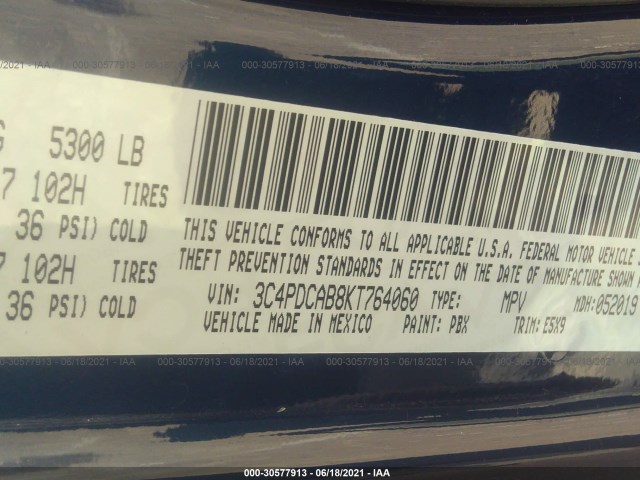 000-30577913 - 06/18/2021 - IAA
5300 LB
102H TIRES
36 PSI) COLD
102H TIRES
36 PSI) COLD
THIS VEHICLE CONFORMS TO ALL APPLICABLE U.S.A. FEDERAL MOTOR VEHICLE
THEFT PREVENTION STANDARDS IN EFFECT ON THE DATE OF MANUFACTURE SHOWN
VIN: 3C4PDCAB8KT764060 TYPE: MPV MDH:052019
VEHICLE MADE IN MEXICO PAINT: PBX TRIM: E5X9
000-30577913 - 06/18/2021 - IAA
000-30577913 - 06/18/2021 - IAA